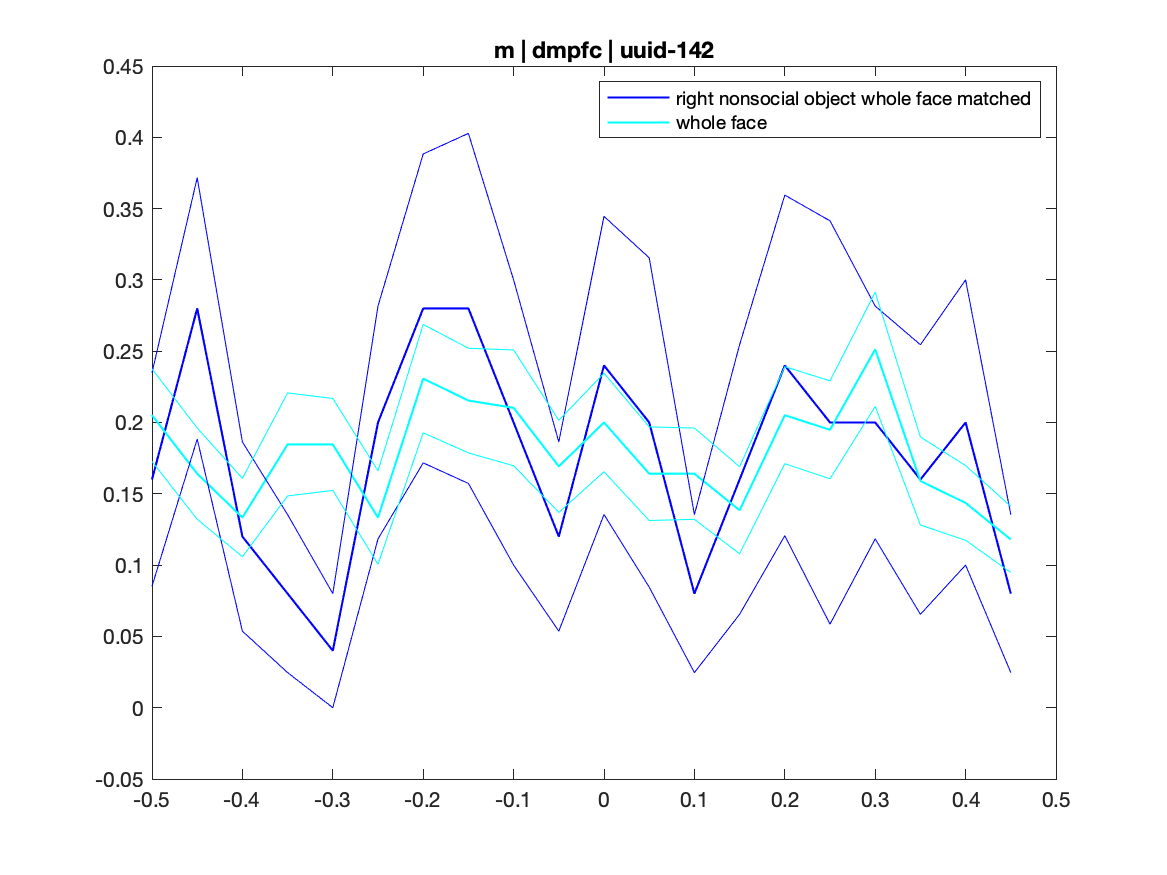 m | dmpfc | uuid-142
right nonsocial object whole face matched
whole face
0.45
0.4
0.35
0.3
0.25
0.2
0.15
0.1
0.05
0
-0.05
-0.5 -0.4 -0.3 -0.2 -0.1 0 0.1 0.2 0.3 0.4 0.5